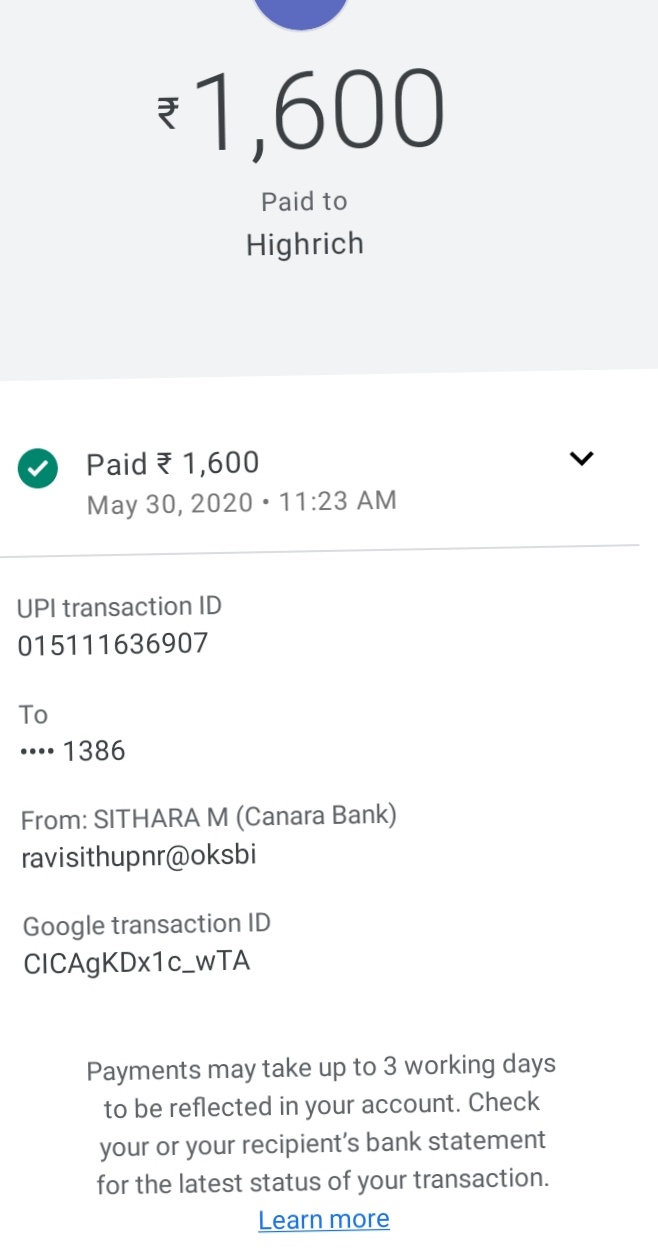 ₹1,600
Paid to
Highrich
Paid ₹ 1,600
May 30, 2020 • 11:23 AM
UPI transaction ID
015111636907
To
•••• 1386
From: SITHARA M (Canara Bank)
ravisithupnr@oksbi
Google transaction ID
CICAgKDx1c_wTA
Payments may take up to 3 working days
to be reflected in your account. Check
your or your recipient's bank statement
for the latest status of your transaction.
Learn more